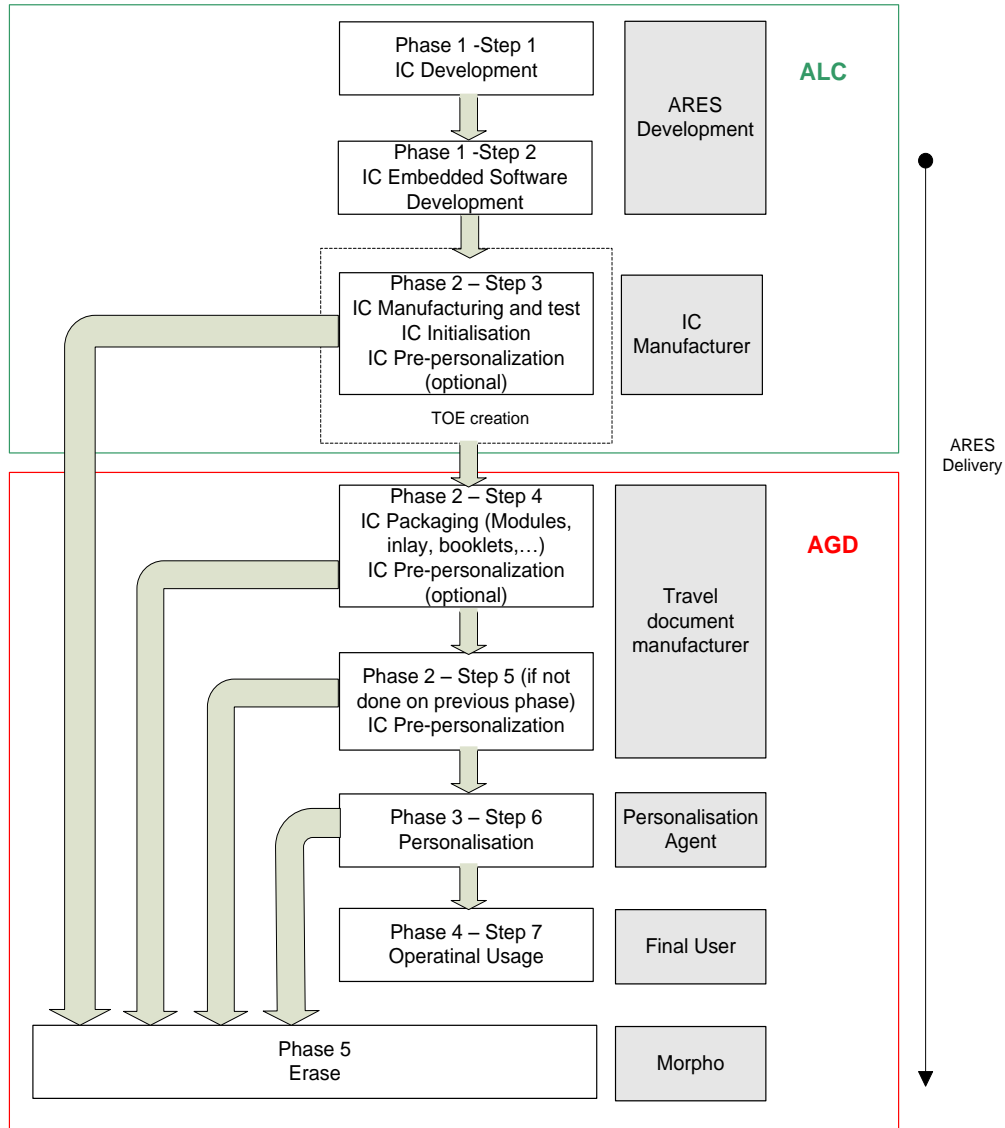 Phase 1 -Step 1
IC Development
ALC
ARES
Development
Phase 1 -Step 2
IC Embedded Software
Development
Phase 2 – Step 3
IC Manufacturing and test
IC Initialisation
IC Pre-personalization
(optional)
TOE creation
IC
Manufacturer
ARES
Delivery
Phase 2 – Step 4
IC Packaging (Modules,
inlay, booklets,…)
IC Pre-personalization
(optional)
AGD
Travel
document
manufacturer
Phase 2 – Step 5 (if not
done on previous phase)
IC Pre-personalization
Phase 3 – Step 6
Personalisation
Personalisation
Agent
Phase 4 – Step 7
Operatinal Usage
Final User
Phase 5
Erase
Morpho